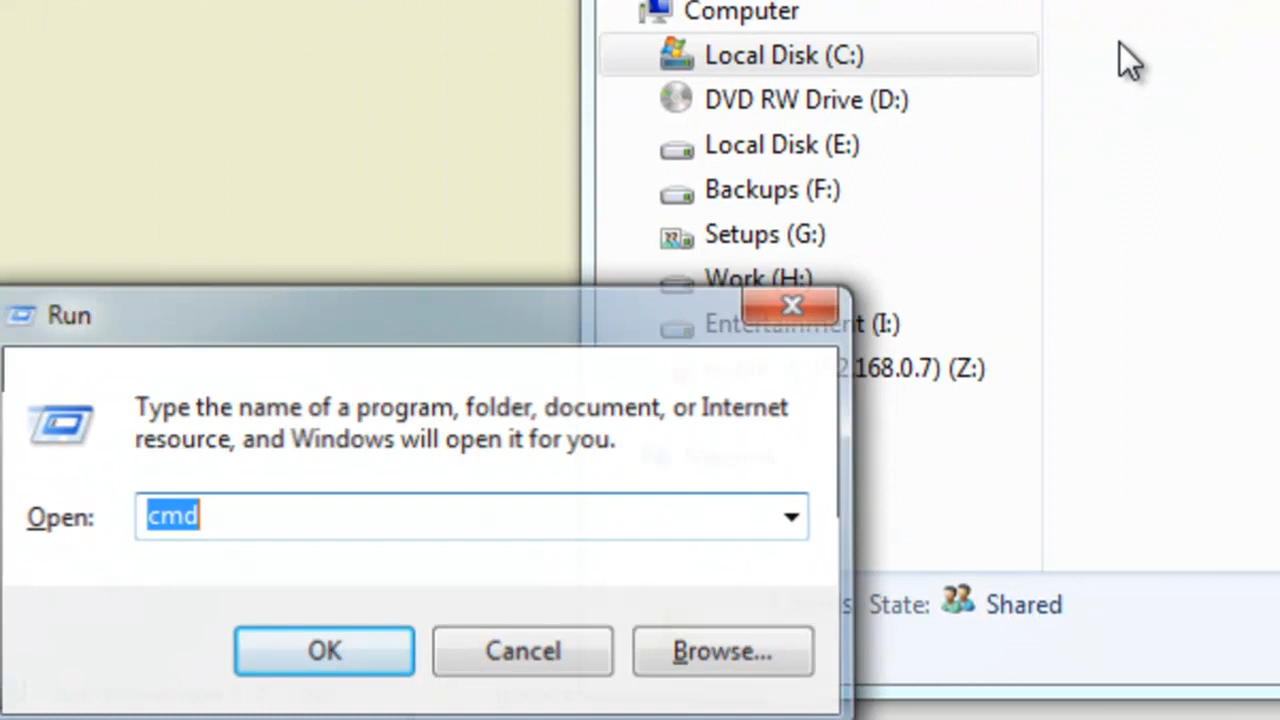 Computer
Local Disk (C:)
DVD RW Drive (D:)
Local Disk (E:)
Backups (F:)
Setups (G:)
Work (H:)
Entertainment (I:)
.168.0.7) (Z:)
Run
Type the name of a program, folder, document, or Internet
resource, and Windows will open it for you.
Open: cmd
OK Cancel Browse...
State: Shared